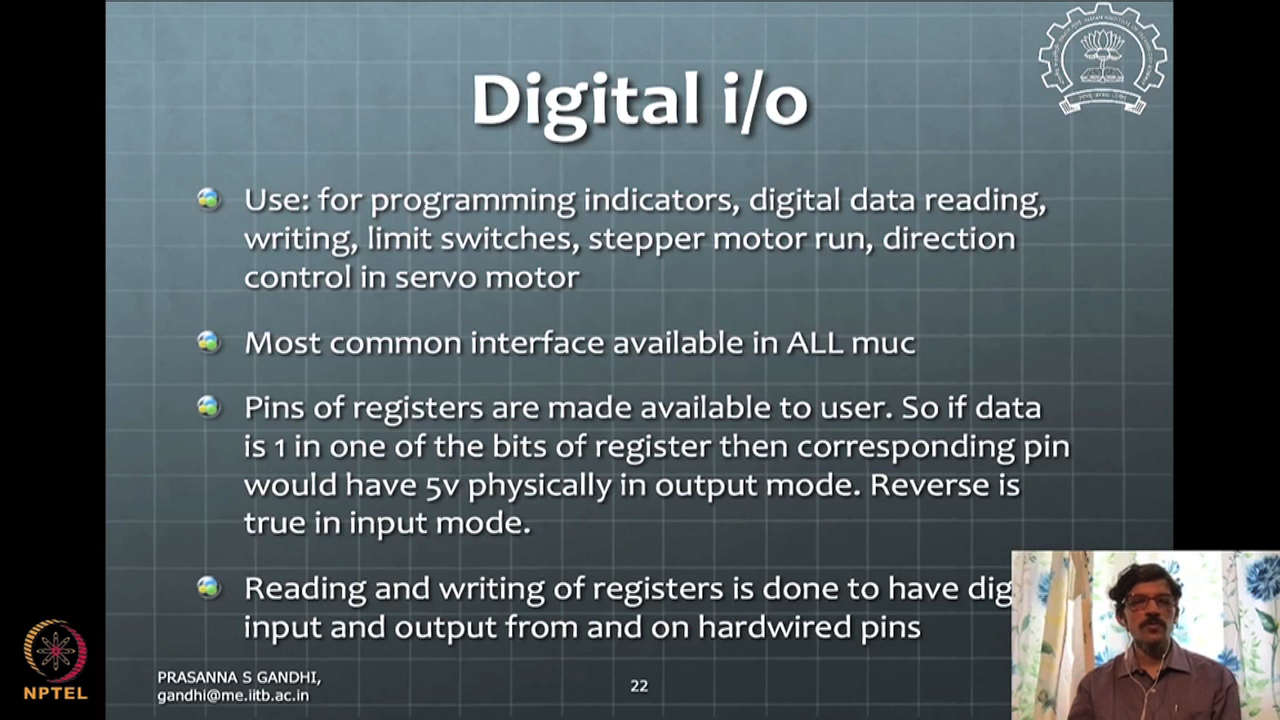 Digital i/o
Use: for programming indicators, digital data reading,
writing, limit switches, stepper motor run, direction
control in servo motor
Most common interface available in ALL muc
Pins of registers are made available to user. So if data
is 1 in one of the bits of register then corresponding pin
would have 5v physically in output mode. Reverse is
true in input mode.
Reading and writing of registers is done to have dig
input and output from and on hardwired pins
PRASANNA S GANDHI,
gandhi@me.iitb.ac.in
22
NPTEL